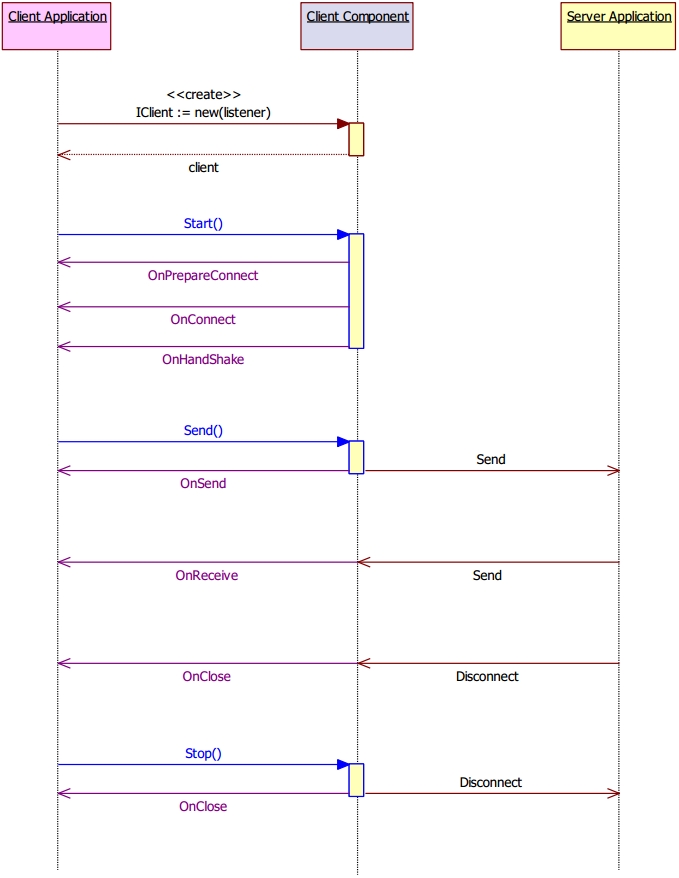 Client Application
Client Component
Server Application
<<create>>
IClient := new(listener)
client
Start()
OnPrepareConnect
OnConnect
OnHandShake
Send()
Send
OnSend
OnReceive
Send
OnClose
Disconnect
Stop()
Disconnect
OnClose